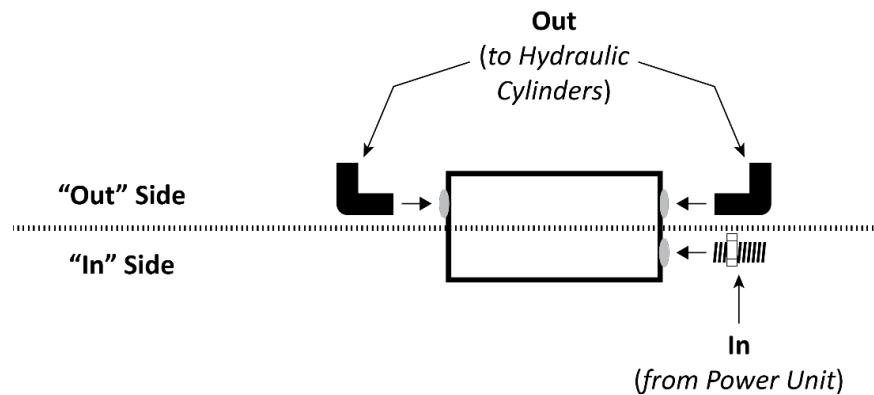 Out
(to Hydraulic
Cylinders)
“Out” Side
“In” Side
In
(from Power Unit)